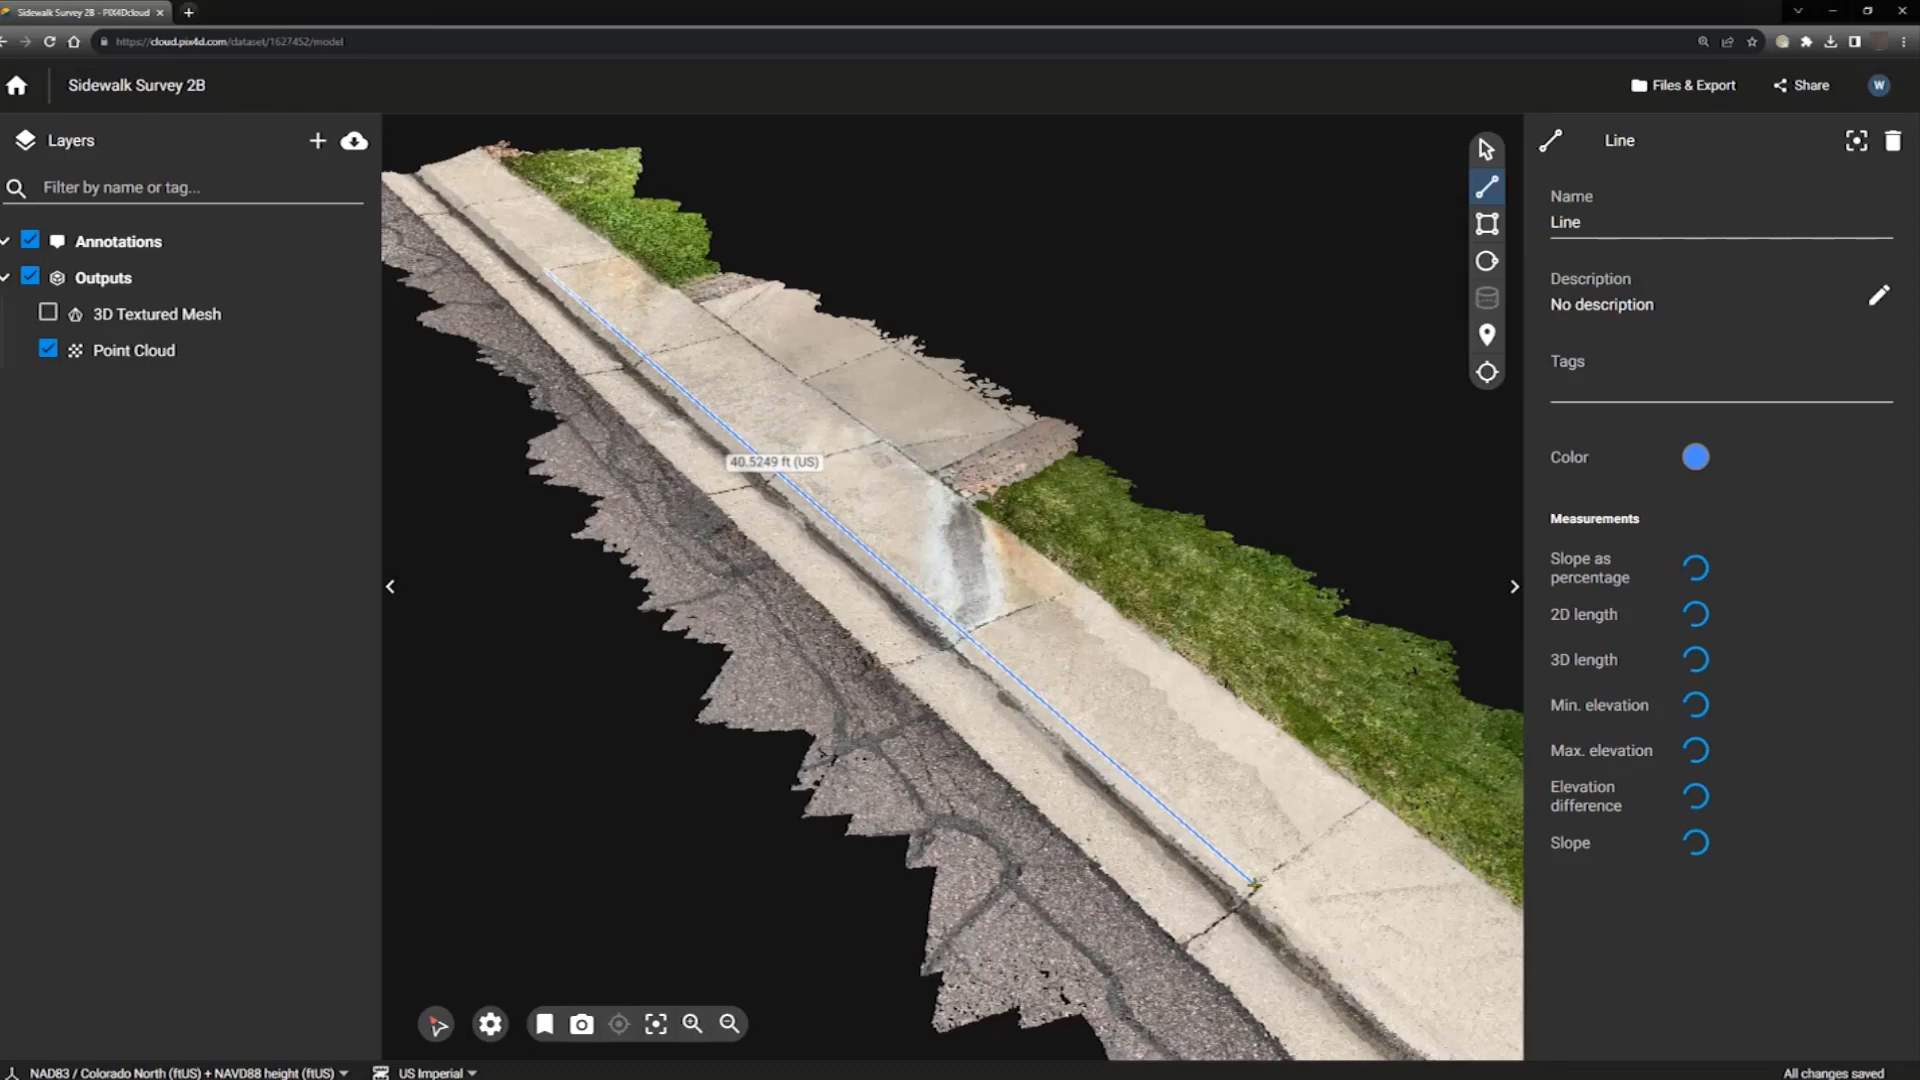 Sidewalk Survey 2B - PIX4Dcloud
https://cloud.pix4d.com/dataset/1627452/model
Sidewalk Survey 2B
Files & Export
Share
W
Layers
Filter by name or tag...
Annotations
Outputs
3D Textured Mesh
Point Cloud
40.5249 ft (US)
Line
Name
Line
Description
No description
Tags
Color
Measurements
Slope as
percentage
2D length
3D length
Min. elevation
Max. elevation
Elevation
difference
Slope
NAD83 / Colorado North (ftUS) + NAVD88 height (ftUS)
US Imperial
All changes saved